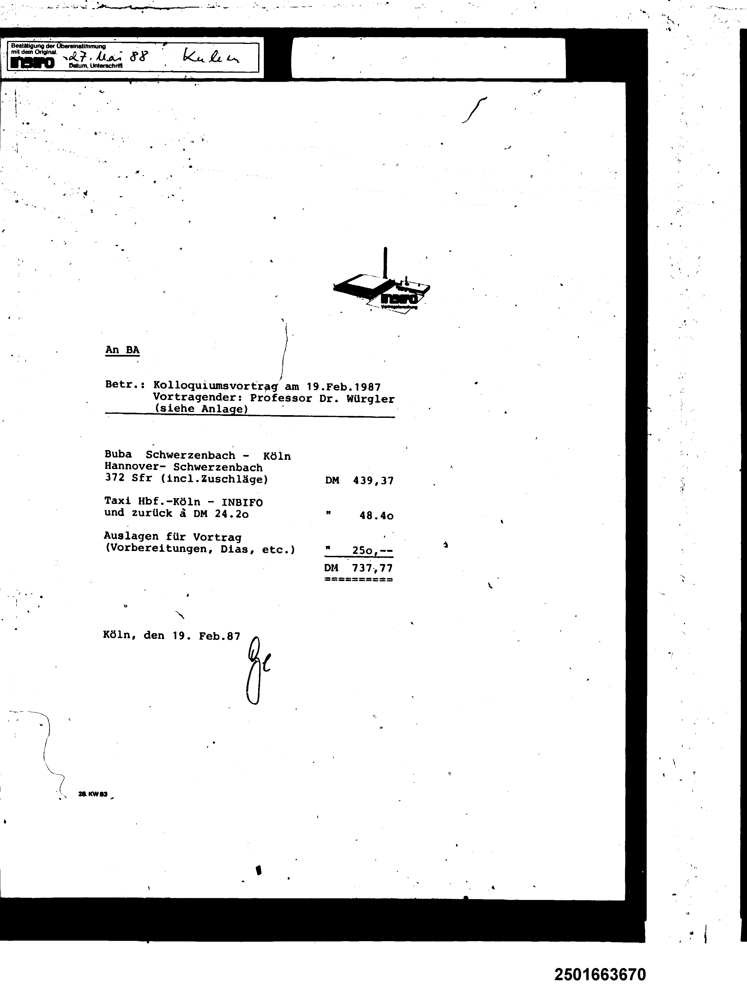 Bestätigung der Übereinstimmung
mit dem Original.
INBIFO 27. Mai 88
Datum, Unterschrift
INBIFO
Vertragsforschung
An BA
Betr.: Kolloquiumsvortrag am 19.Feb.1987
Vortragender: Professor Dr. Würgler
(siehe Anlage)
Buba Schwerzenbach - Köln
Hannover- Schwerzenbach
372 Sfr (incl.Zuschläge) DM 439,37
Taxi Hbf.-Köln - INBIFO
und zurück à DM 24.2o " 48.4o
Auslagen für Vortrag
(Vorbereitungen, Dias, etc.) " 25o,--
DM 737,77
==========
Köln, den 19. Feb.87
28. KW 83
2501663670